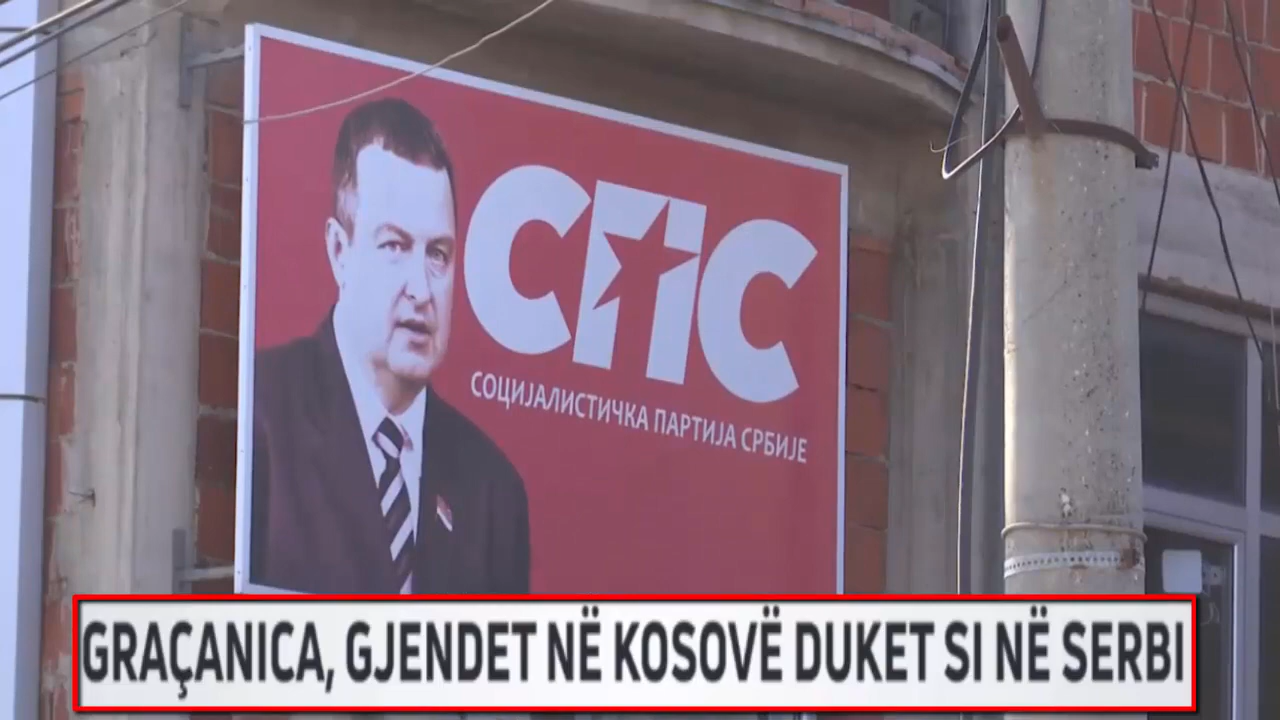 СПС
СОЦИЈАЛИСТИЧКА ПАРТИЈА СРБИЈЕ
GRAÇANICA, GJENDET NË KOSOVË DUKET SI NË SERBI